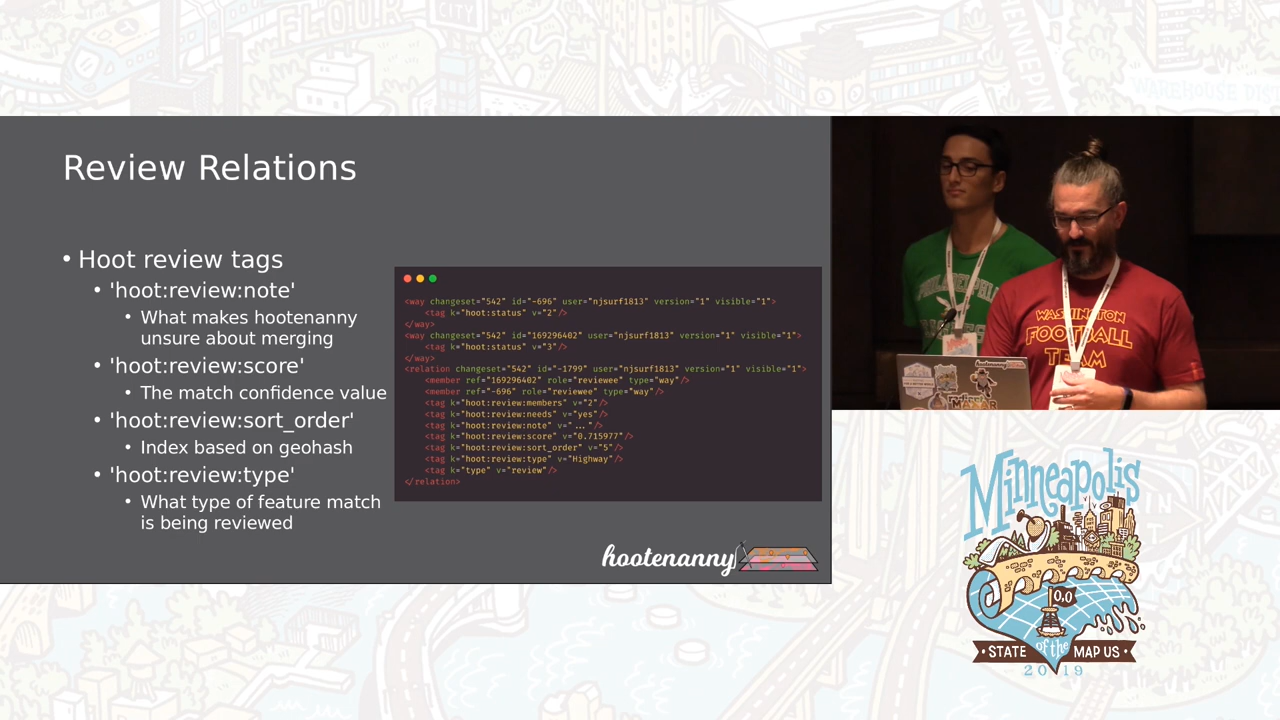 Review Relations
• Hoot review tags
• 'hoot:review:note'
• What makes hootenanny
unsure about merging
• 'hoot:review:score'
• The match confidence value
• 'hoot:review:sort_order'
• Index based on geohash
• 'hoot:review:type'
• What type of feature match
is being reviewed
<way changeset="542" id="-696" user="njsurf1813" version="1" visible="1">
<tag k="hoot:status" v="2"/>
</way>
<way changeset="542" id="169296402" user="njsurf1813" version="1" visible="1">
<tag k="hoot:status" v="3"/>
</way>
<relation changeset="542" id="-1799" user="njsurf1813" version="1" visible="1">
<member ref="169296402" role="reviewee" type="way"/>
<member ref="-696" role="reviewee" type="way"/>
<tag k="hoot:review:members" v="2"/>
<tag k="hoot:review:needs" v="yes"/>
<tag k="hoot:review:note" v="..."/>
<tag k="hoot:review:score" v="0.715977"/>
<tag k="hoot:review:sort_order" v="5"/>
<tag k="hoot:review:type" v="Highway"/>
<tag k="type" v="review"/>
</relation>
hootenanny
WASHINGTON
FOOTBALL
TEAM
Minneapolis
0,0
STATE of the MAP US
2019
FLOUR
CITY
HENNEPIN
WAREHOUSE DIST